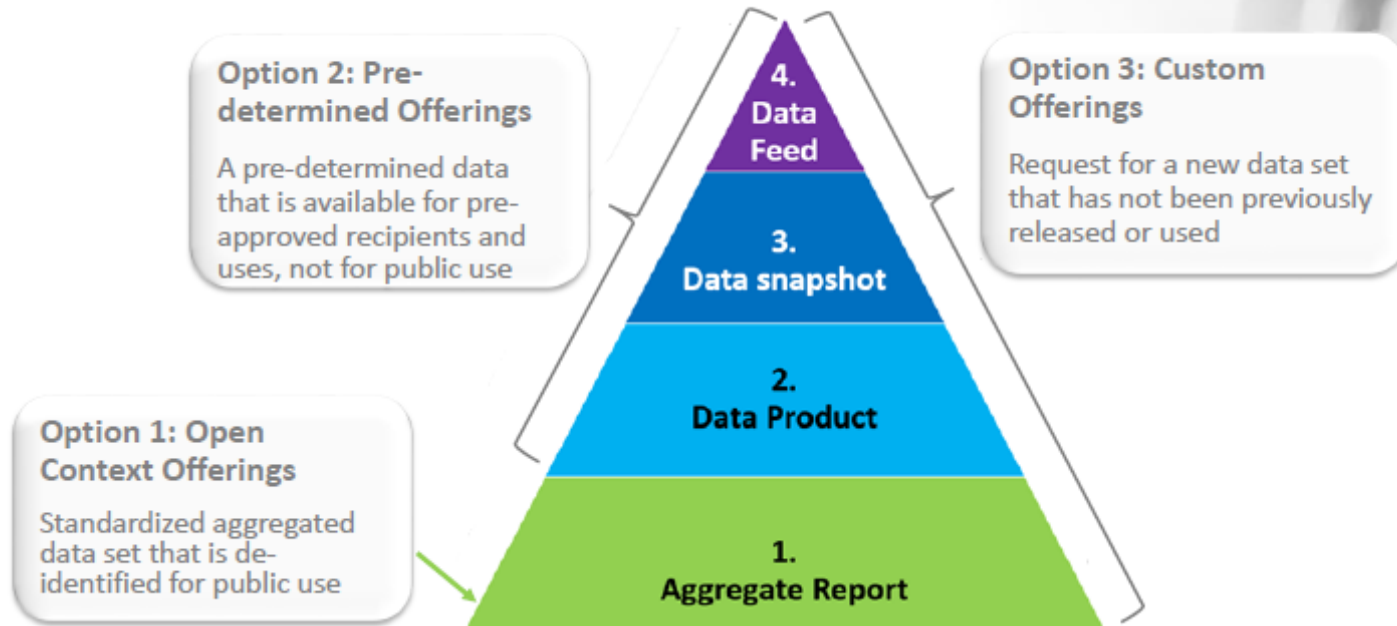 Option 2: Pre-
determined Offerings
A pre-determined data
that is available for pre-
approved recipients and
uses, not for public use
4.
Data
Feed
Option 3: Custom
Offerings
Request for a new data set
that has not been previously
released or used
3.
Data snapshot
2.
Data Product
Option 1: Open
Context Offerings
Standardized aggregated
data set that is de-
identified for public use
1.
Aggregate Report